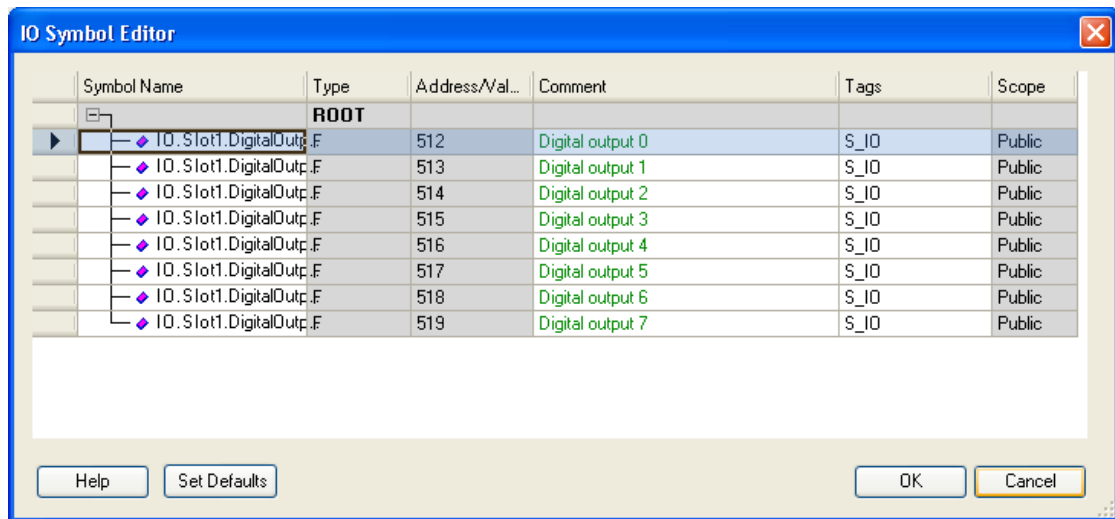 IO Symbol Editor
Symbol Name Type Address/Val... Comment Tags Scope
ROOT
IO.Slot1.DigitalOutp F 512 Digital output 0 S_IO Public
IO.Slot1.DigitalOutp F 513 Digital output 1 S_IO Public
IO.Slot1.DigitalOutp F 514 Digital output 2 S_IO Public
IO.Slot1.DigitalOutp F 515 Digital output 3 S_IO Public
IO.Slot1.DigitalOutp F 516 Digital output 4 S_IO Public
IO.Slot1.DigitalOutp F 517 Digital output 5 S_IO Public
IO.Slot1.DigitalOutp F 518 Digital output 6 S_IO Public
IO.Slot1.DigitalOutp F 519 Digital output 7 S_IO Public
Help Set Defaults OK Cancel